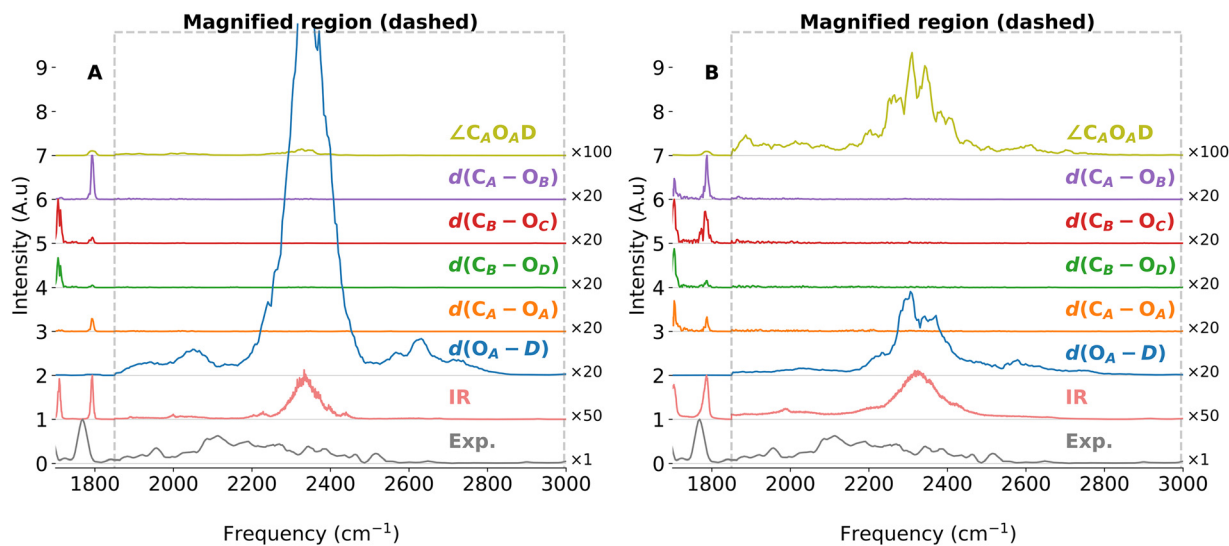 Magnified region (dashed)
A
Intensity (A.u)
9
8
7
6
5
4
3
2
1
0
∠C_AO_AD
×100
d(C_A − O_B)
×20
d(C_B − O_C)
×20
d(C_B − O_D)
×20
d(C_A − O_A)
×20
d(O_A − D)
×20
IR
×50
Exp.
×1
1800 2000 2200 2400 2600 2800 3000
Frequency (cm⁻¹)
Magnified region (dashed)
B
Intensity (A.u)
9
8
7
6
5
4
3
2
1
0
∠C_AO_AD
×100
d(C_A − O_B)
×20
d(C_B − O_C)
×20
d(C_B − O_D)
×20
d(C_A − O_A)
×20
d(O_A − D)
×20
IR
×50
Exp.
×1
1800 2000 2200 2400 2600 2800 3000
Frequency (cm⁻¹)